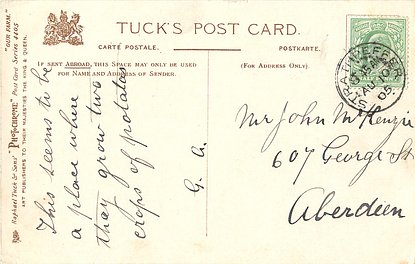 "OUR FARM."
Raphael Tuck & Sons' "PHOTOCHROME" Post Card. Series 4405
ART PUBLISHERS TO THEIR MAJESTIES THE KING & QUEEN.
TUCK'S POST CARD.
CARTE POSTALE.
POSTKARTE.
IF SENT ABROAD, THIS SPACE MAY ONLY BE USED
FOR NAME AND ADDRESS OF SENDER.
(For Address Only)
This seems to be
a place where
they grow two
crops of potatos
G. A.
STRATHPEFFER
AU 10
05
Mr John McKenzie
607 George St
Aberdeen